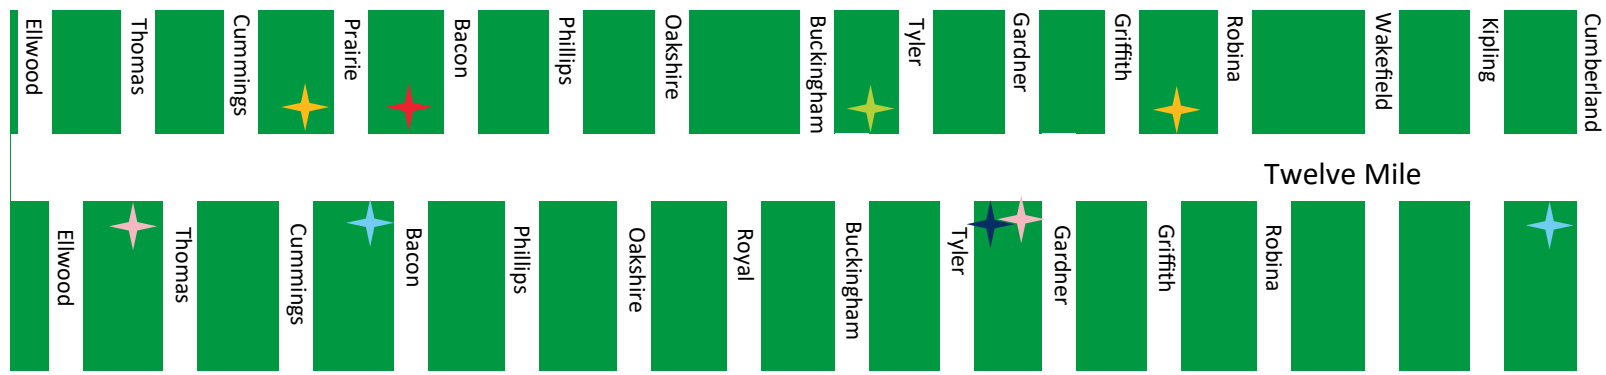 Ellwood
Thomas
Cummings
Prairie
Bacon
Phillips
Oakshire
Buckingham
Tyler
Gardner
Griffith
Robina
Wakefield
Kipling
Cumberland
Twelve Mile
Ellwood
Thomas
Cummings
Bacon
Phillips
Oakshire
Royal
Buckingham
Tyler
Gardner
Griffith
Robina